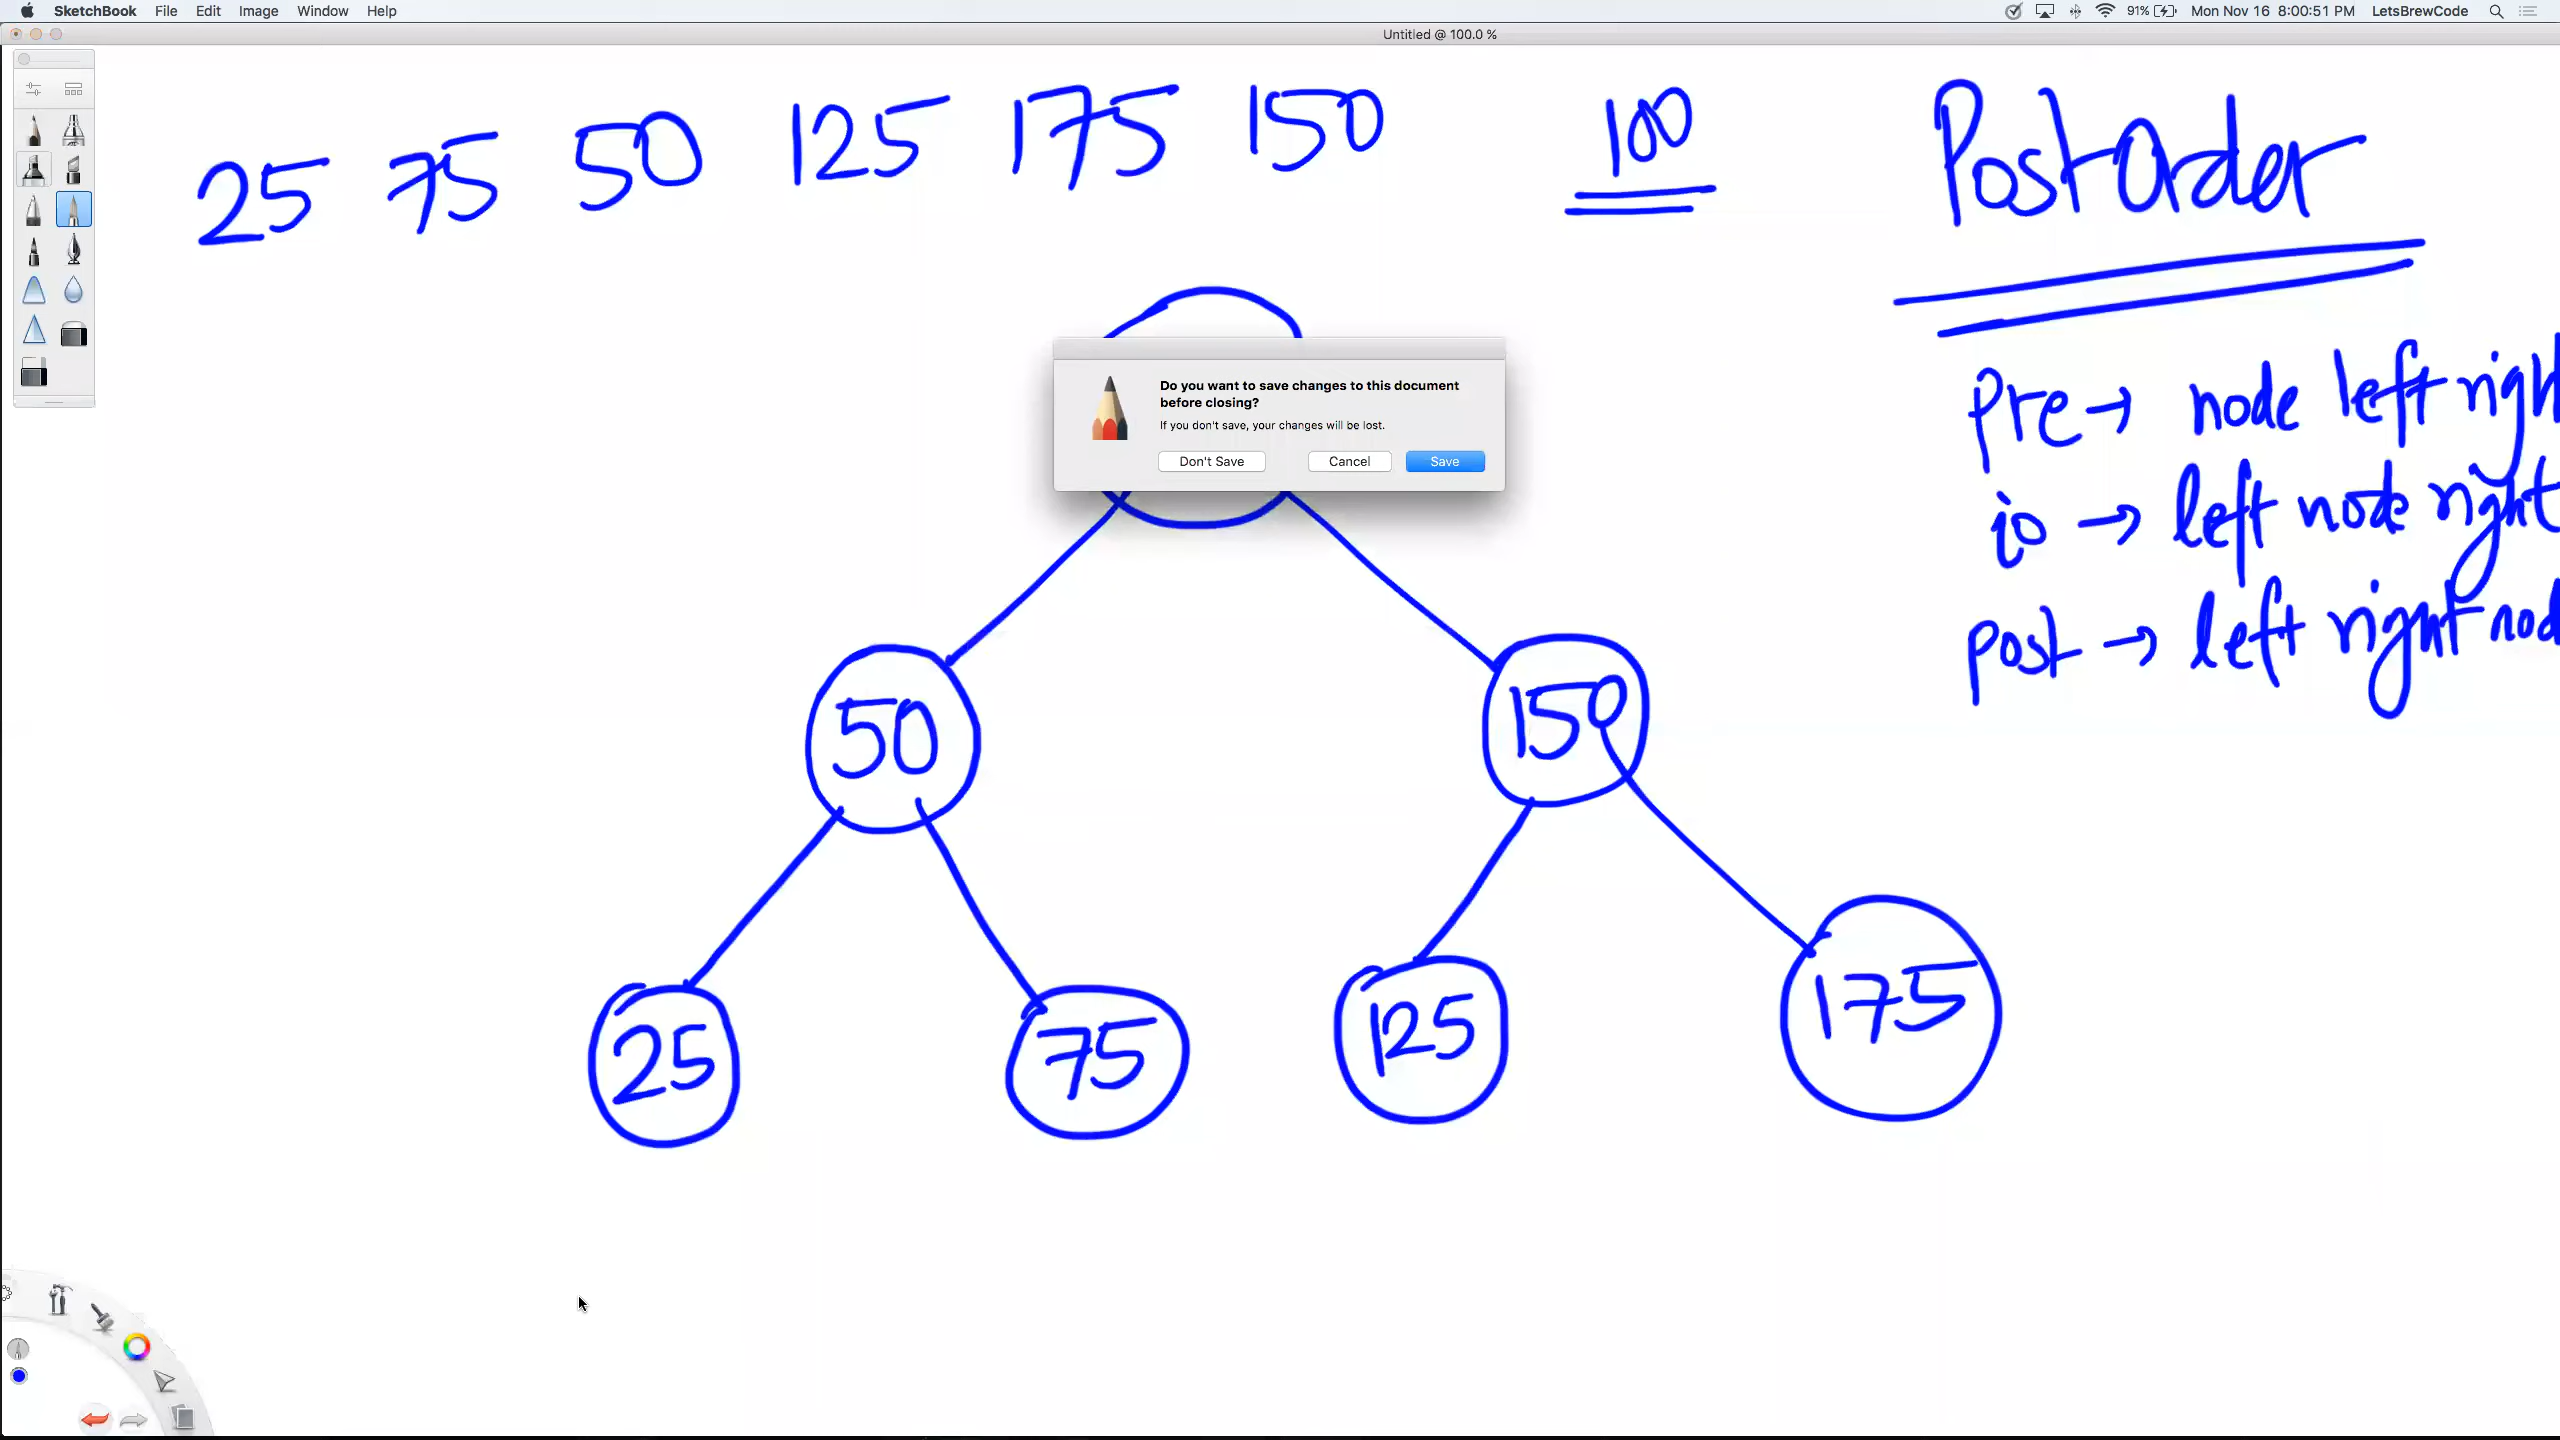 SketchBook File Edit Image Window Help 91% Mon Nov 16 8:00:51 PM LetsBrewCode
Untitled @ 100.0 %
25 75 50 125 175 150 100
PostOrder
pre → node left righ
io → left node right
post → left right nod
Do you want to save changes to this document
before closing?
If you don't save, your changes will be lost.
Don't Save Cancel Save
50 150
25 75 125 175